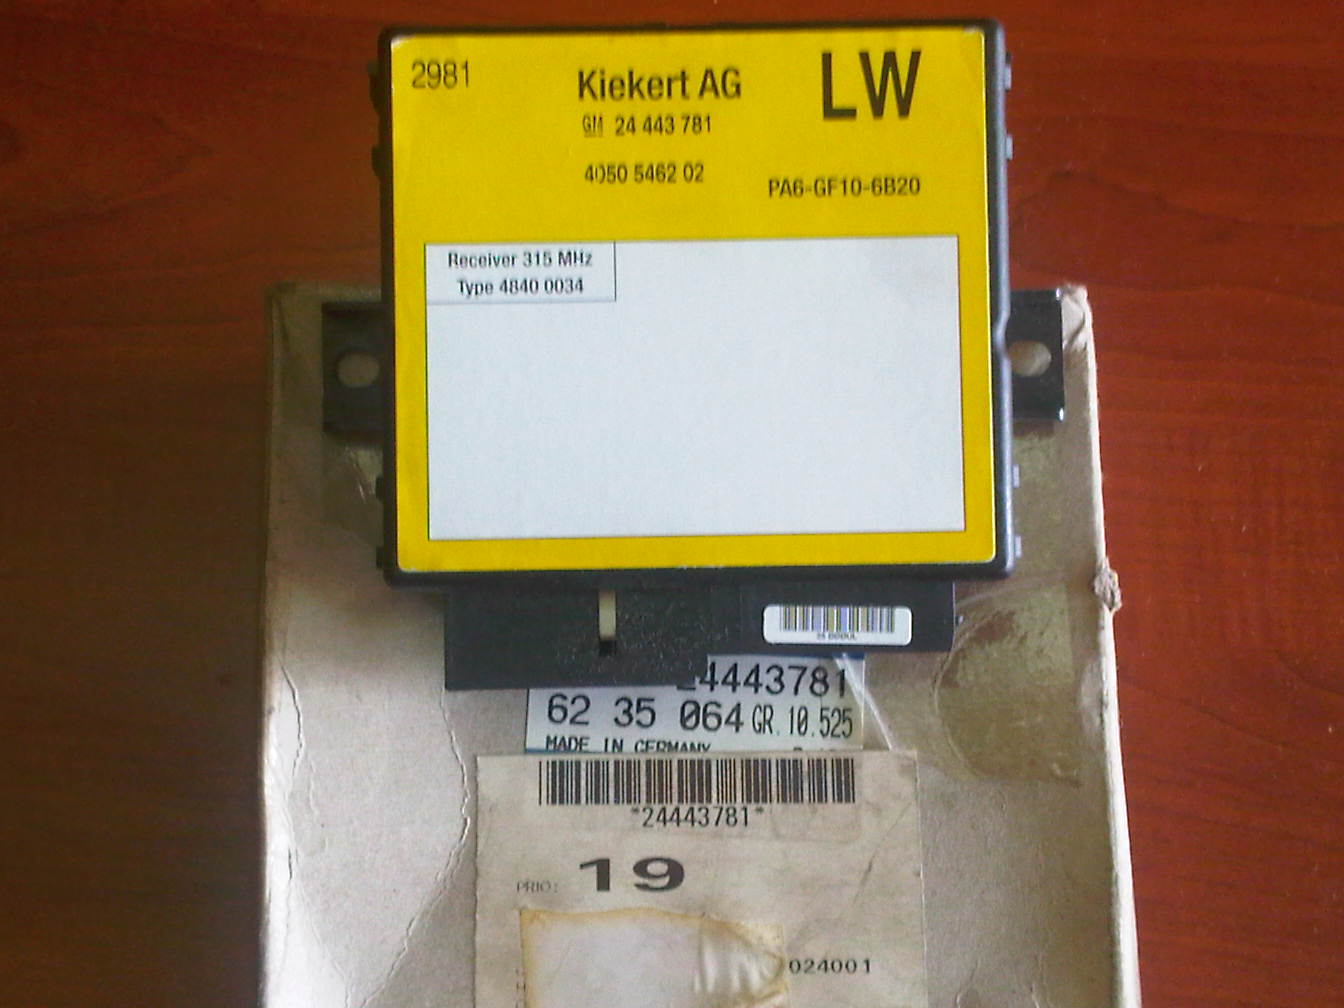 2981
Kiekert AG
LW
GM 24 443 781
4050 5462 02
PA6-GF10-6B20
Receiver 315 MHz
Type 4840 0034
24443781
62 35 064 GR. 10.525
MADE IN GERMANY
*24443781*
PRIO: 19
024001